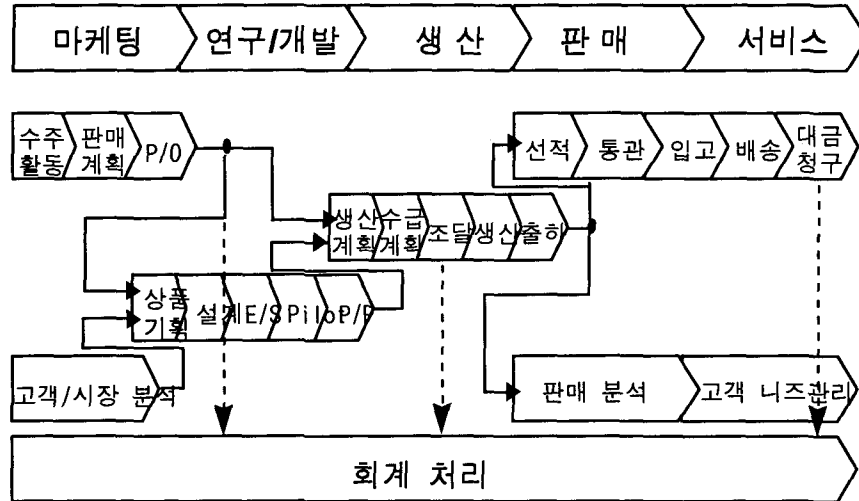 마케팅 연구/개발 생 산 판 매 서비스
수주 활동 판매 계획 P/O
선적 통관 입고 배송 대금 청구
생산 계획 수급 계획 조달 생산 출하
상품 기획 설계 E/S Pilot P/P
고객/시장 분석
판매 분석 고객 니즈관리
회계 처리